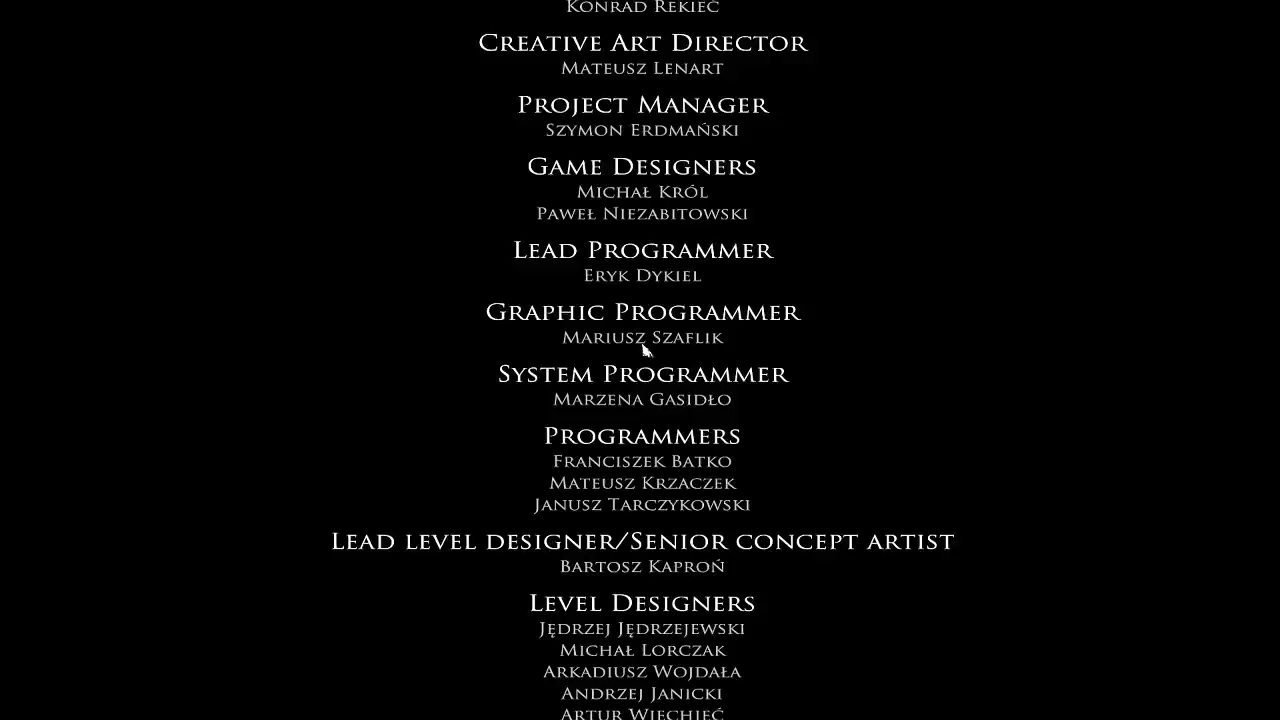 Konrad Rekieć
Creative Art Director
Mateusz Lenart
Project Manager
Szymon Erdmański
Game Designers
Michał Król
Paweł Niezabitowski
Lead Programmer
Eryk Dykiel
Graphic Programmer
Mariusz Szaflik
System Programmer
Marzena Gasidło
Programmers
Franciszek Batko
Mateusz Krzaczek
Janusz Tarczykowski
Lead level designer/Senior concept artist
Bartosz Kaproń
Level Designers
Jędrzej Jędrzejewski
Michał Lorczak
Arkadiusz Wojdała
Andrzej Janicki
Artur Wiechieć